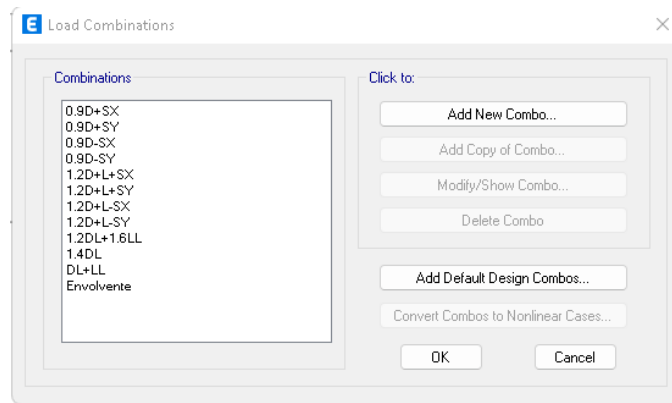 E Load Combinations
Combinations
0.9D+SX
0.9D+SY
0.9D-SX
0.9D-SY
1.2D+L+SX
1.2D+L+SY
1.2D+L-SX
1.2D+L-SY
1.2DL+1.6LL
1.4DL
DL+LL
Envolvente
Click to:
Add New Combo...
Add Copy of Combo...
Modify/Show Combo...
Delete Combo
Add Default Design Combos...
Convert Combos to Nonlinear Cases...
OK
Cancel